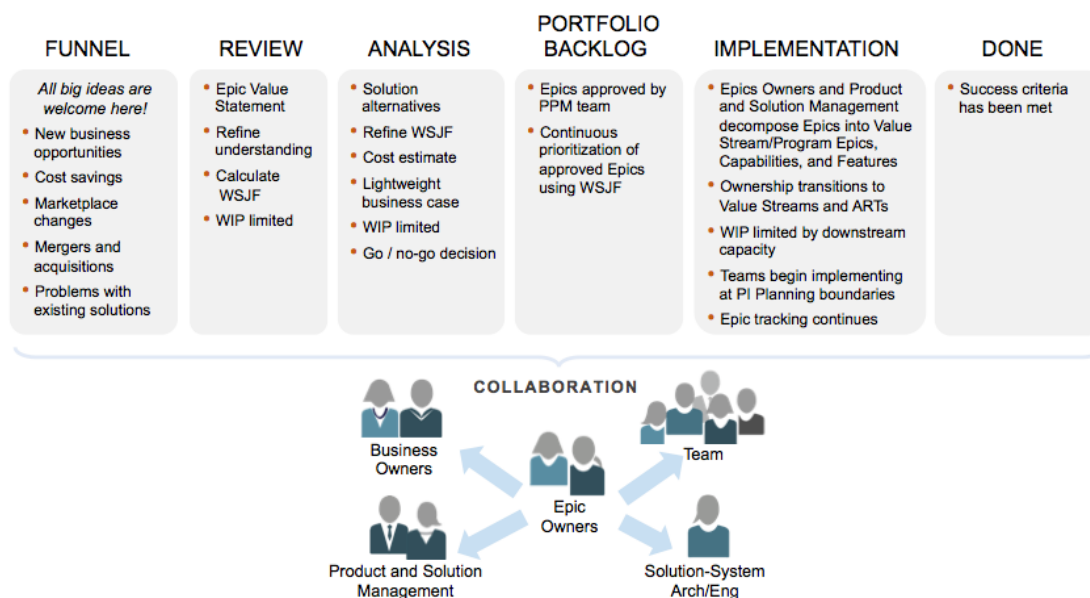 FUNNEL
All big ideas are
welcome here!
• New business
opportunities
• Cost savings
• Marketplace
changes
• Mergers and
acquisitions
• Problems with
existing solutions
REVIEW
• Epic Value
Statement
• Refine
understanding
• Calculate
WSJF
• WIP limited
ANALYSIS
• Solution
alternatives
• Refine WSJF
• Cost estimate
• Lightweight
business case
• WIP limited
• Go / no-go decision
PORTFOLIO
BACKLOG
• Epics approved by
PPM team
• Continuous
prioritization of
approved Epics
using WSJF
IMPLEMENTATION
• Epics Owners and Product
and Solution Management
decompose Epics into Value
Stream/Program Epics,
Capabilities, and Features
• Ownership transitions to
Value Streams and ARTs
• WIP limited by downstream
capacity
• Teams begin implementing
at PI Planning boundaries
• Epic tracking continues
DONE
• Success criteria
has been met
COLLABORATION
Business
Owners
Team
Epic
Owners
Product and Solution
Management
Solution-System
Arch/Eng